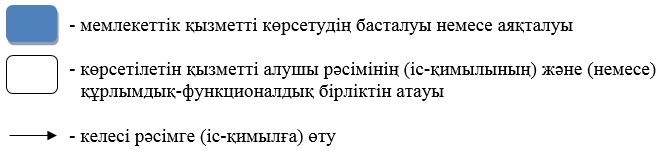 - мемлекеттік қызметті көрсетудің басталуы немесе аяқталуы
- көрсетілетін қызметті алушы рәсімінің (іс-қимылының) және (немесе)
құрлымдық-функционалдық бірліктін атауы
- келесі рәсімге (іс-қимылға) өту